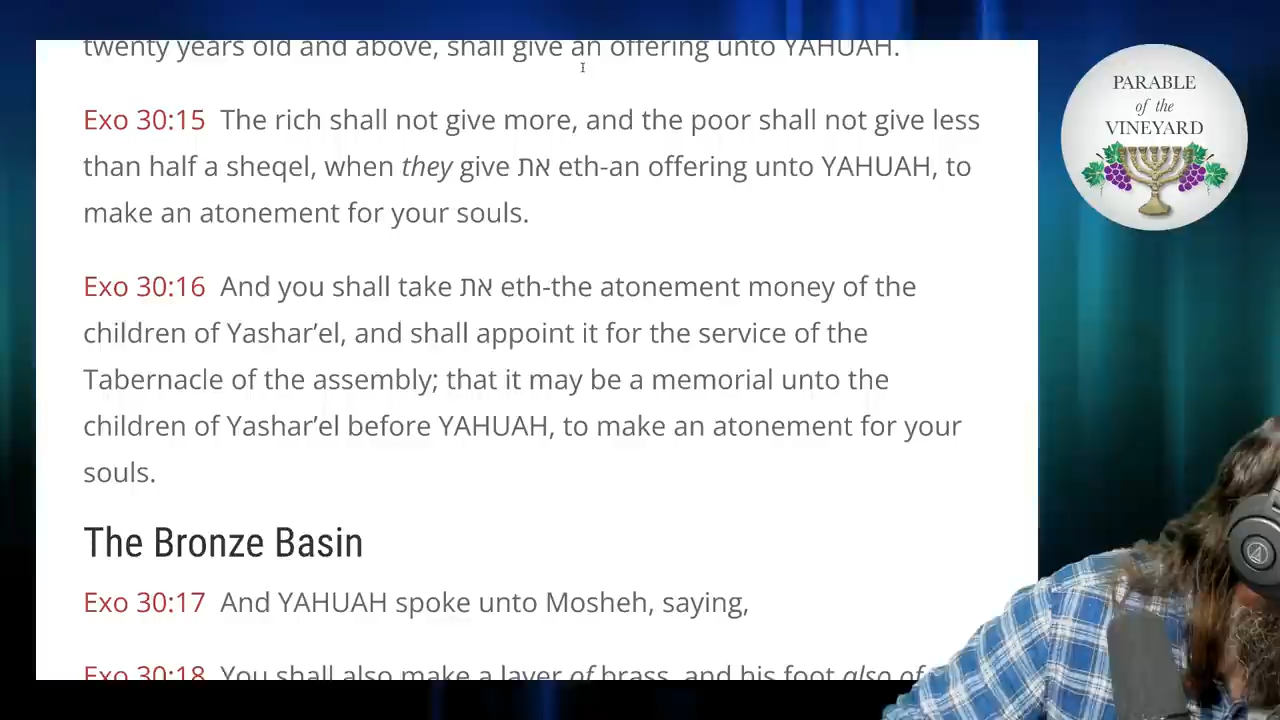 twenty years old and above, shall give an offering unto YAHUAH.
Exo 30:15 The rich shall not give more, and the poor shall not give less
than half a sheqel, when they give את eth-an offering unto YAHUAH, to
make an atonement for your souls.
Exo 30:16 And you shall take את eth-the atonement money of the
children of Yashar’el, and shall appoint it for the service of the
Tabernacle of the assembly; that it may be a memorial unto the
children of Yashar’el before YAHUAH, to make an atonement for your
souls.
The Bronze Basin
Exo 30:17 And YAHUAH spoke unto Mosheh, saying,
Exo 30:18 You shall also make a laver of brass, and his foot also of
PARABLE
of the
VINEYARD